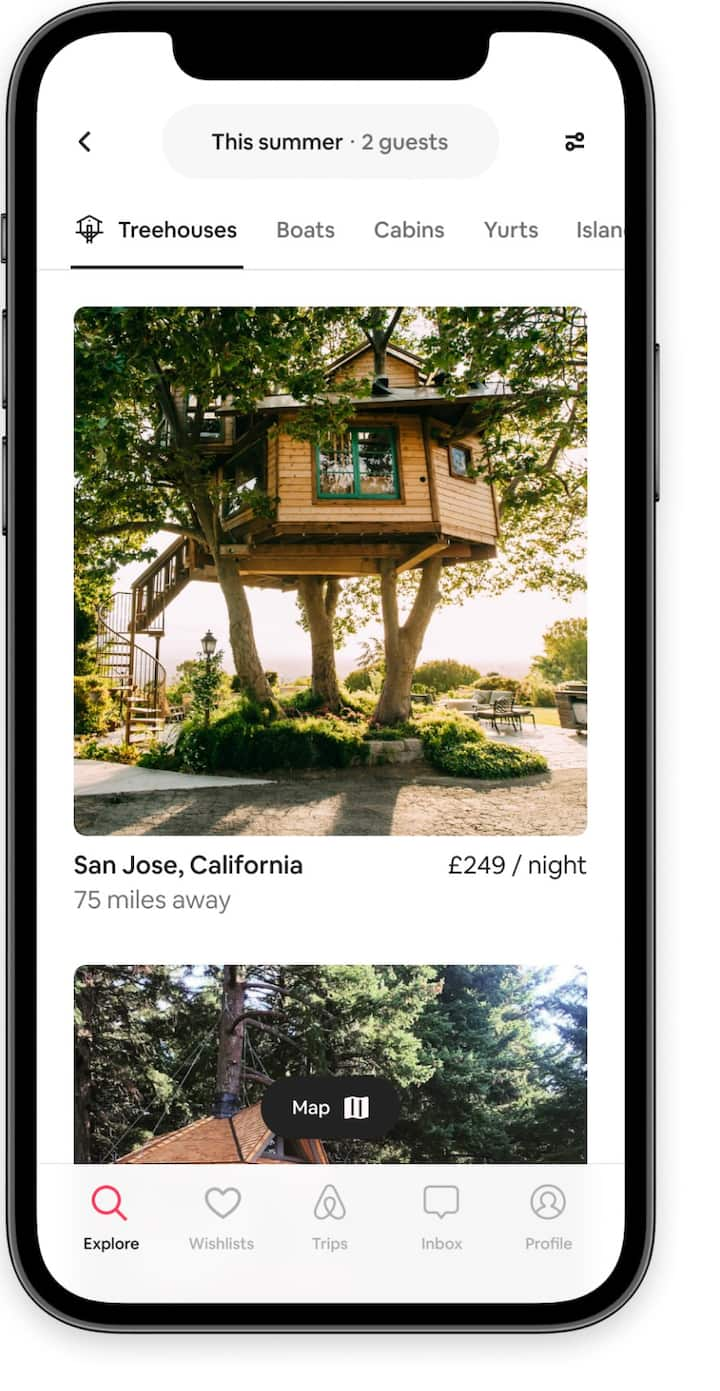 This summer · 2 guests
Treehouses Boats Cabins Yurts Islan
San Jose, California £249 / night
75 miles away
Map
Explore Wishlists Trips Inbox Profile